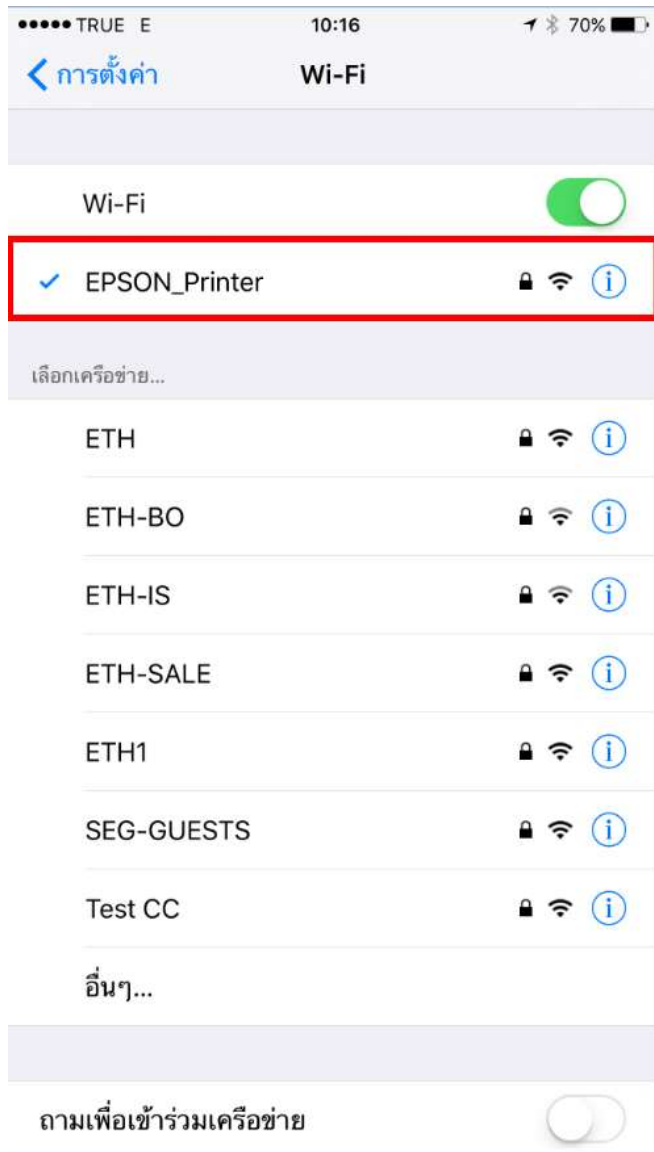 TRUE E 10:16 70%
การตั้งค่า Wi-Fi
Wi-Fi
EPSON_Printer
เลือกเครือข่าย...
ETH
ETH-BO
ETH-IS
ETH-SALE
ETH1
SEG-GUESTS
Test CC
อื่นๆ...
ถามเพื่อเข้าร่วมเครือข่าย